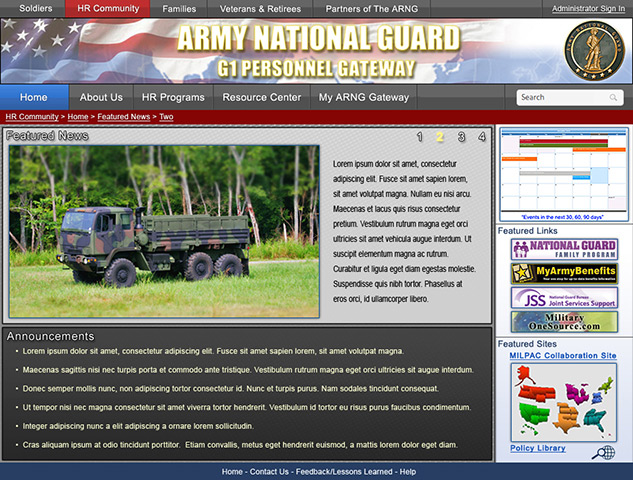 Soldiers HR Community Families Veterans & Retirees Partners of The ARNG Administrator Sign In
ARMY NATIONAL GUARD
G1 PERSONNEL GATEWAY
Home About Us HR Programs Resource Center My ARNG Gateway Search
HR Community > Home > Featured News > Two
Featured News 1 2 3 4
Lorem ipsum dolor sit amet, consectetur
adipiscing elit. Fusce sit amet sapien lorem,
sit amet volutpat magna. Nullam eu nisi arcu.
Maecenas et lacus quis risus consectetur
pretium. Vestibulum rutrum magna eget orci
ultricies sit amet vehicula augue interdum. Ut
suscipit elementum magna ac rutrum.
Curabitur et ligula eget diam egestas molestie.
Suspendisse quis nibh tortor. Phasellus at
eros orci, id ullamcorper libero.
"Events in the next 30, 60, 90 days"
Featured Links
NATIONAL GUARD
FAMILY PROGRAM
MyArmyBenefits
JSS National Guard Bureau
Joint Services Support
Military
OneSource.com
Featured Sites
MILPAC Collaboration Site
Policy Library
Announcements
• Lorem ipsum dolor sit amet, consectetur adipiscing elit. Fusce sit amet sapien lorem, sit amet volutpat magna.
• Maecenas sagittis nisi nec turpis porta et commodo ante tristique. Vestibulum rutrum magna eget orci ultricies sit augue interdum.
• Donec semper mollis nunc, non adipiscing tortor consectetur id. Nunc et turpis purus. Nam sodales tincidunt consequat.
• Ut tempor nisi nec magna consectetur sit amet viverra tortor hendrerit. Vestibulum id tortor eu risus purus faucibus condimentum.
• Integer adipiscing nunc a elit adipiscing a ornare lorem sollicitudin.
• Cras aliquam ipsum at odio tincidunt porttitor. Etiam convallis, metus eget hendrerit euismod, a mattis lorem dolor eget diam.
Home - Contact Us - Feedback/Lessons Learned - Help